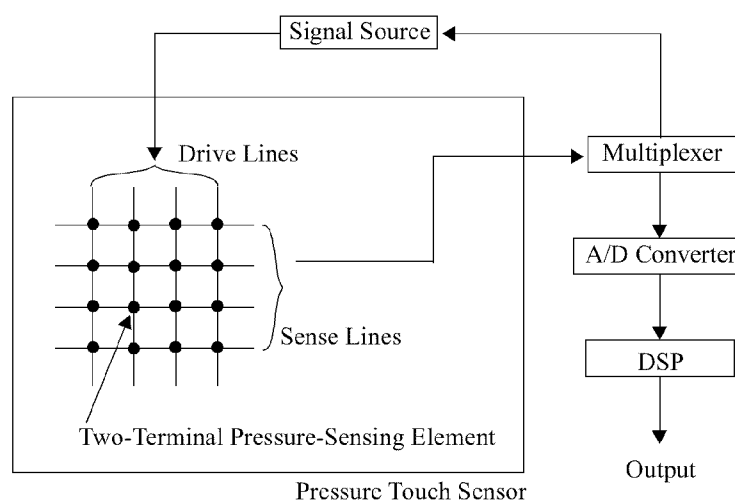 Signal Source
Drive Lines
Multiplexer
A/D Converter
Sense Lines
DSP
Two-Terminal Pressure-Sensing Element
Output
Pressure Touch Sensor